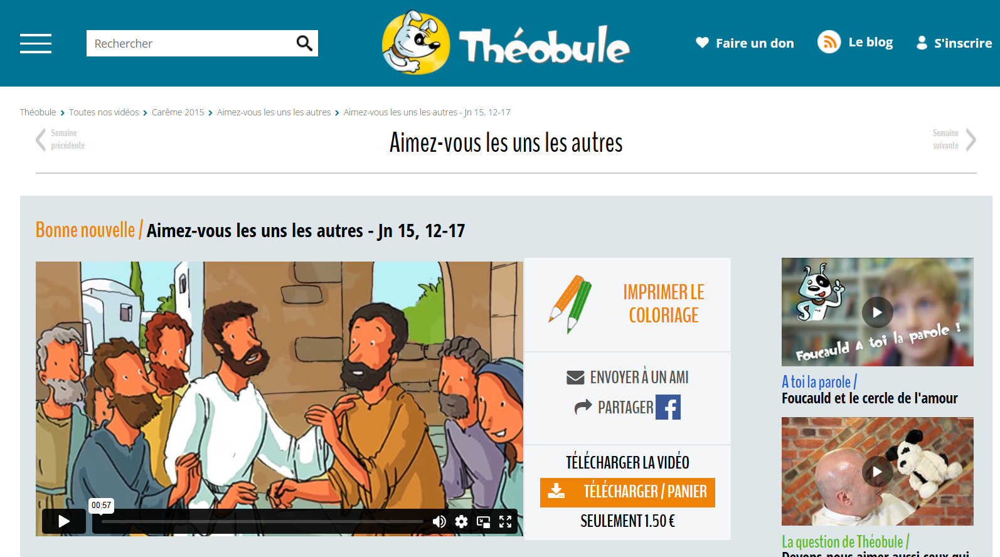 Rechercher
Théobule
Faire un don
Le blog
S'inscrire
Théobule > Toutes nos vidéos > Carême 2015 > Aimez-vous les uns les autres > Aimez-vous les uns les autres - Jn 15, 12-17
Semaine
précédente
Aimez-vous les uns les autres
Semaine
suivante
Bonne nouvelle / Aimez-vous les uns les autres - Jn 15, 12-17
00:57
IMPRIMER LE
COLORIAGE
ENVOYER À UN AMI
PARTAGER
TÉLÉCHARGER LA VIDÉO
TÉLÉCHARGER / PANIER
SEULEMENT 1.50 €
Foucauld A toi la parole !
A toi la parole /
Foucauld et le cercle de l'amour
La question de Théobule /
Devons-nous aimer aussi ceux qui